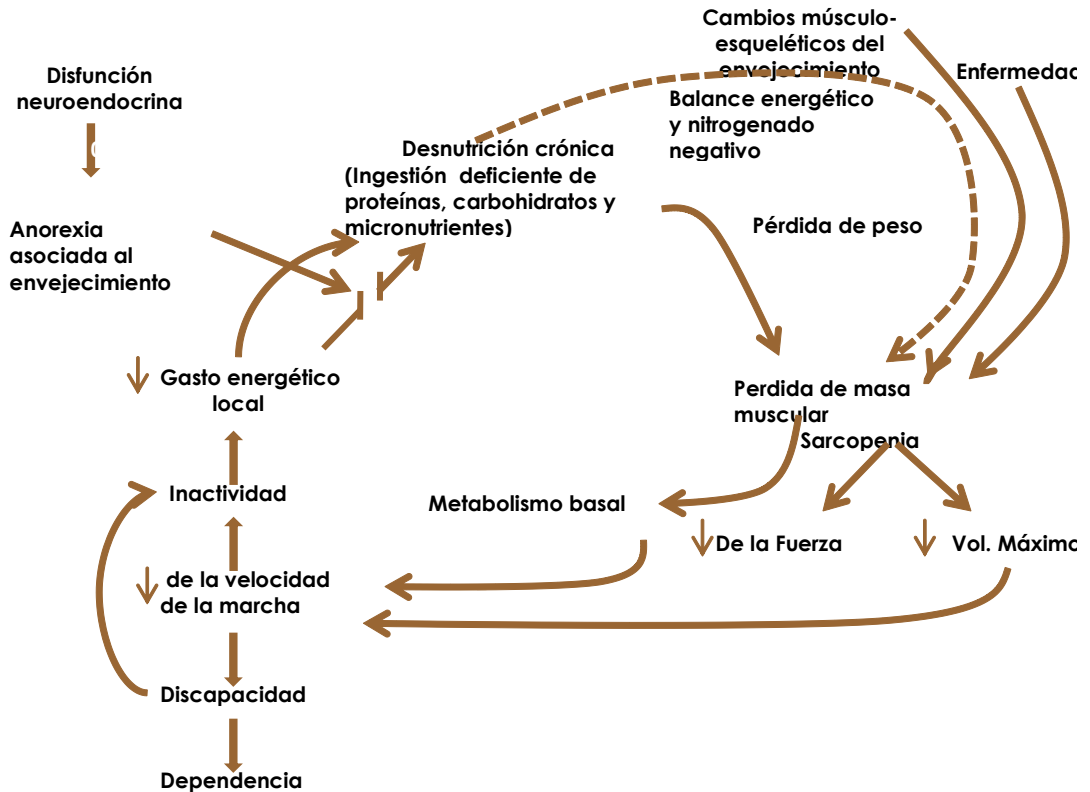 Cambios músculo-
esqueléticos del
envejecimiento
Enfermedad
Disfunción
neuroendocrina
Balance energético
y nitrogenado
negativo
Desnutrición crónica
(Ingestión deficiente de
proteínas, carbohidratos y
micronutrientes)
Anorexia
asociada al
envejecimiento
Pérdida de peso
Gasto energético
local
Perdida de masa
muscular
Sarcopenia
Inactividad
Metabolismo basal
De la Fuerza
Vol. Máximo
de la velocidad
de la marcha
Discapacidad
Dependencia